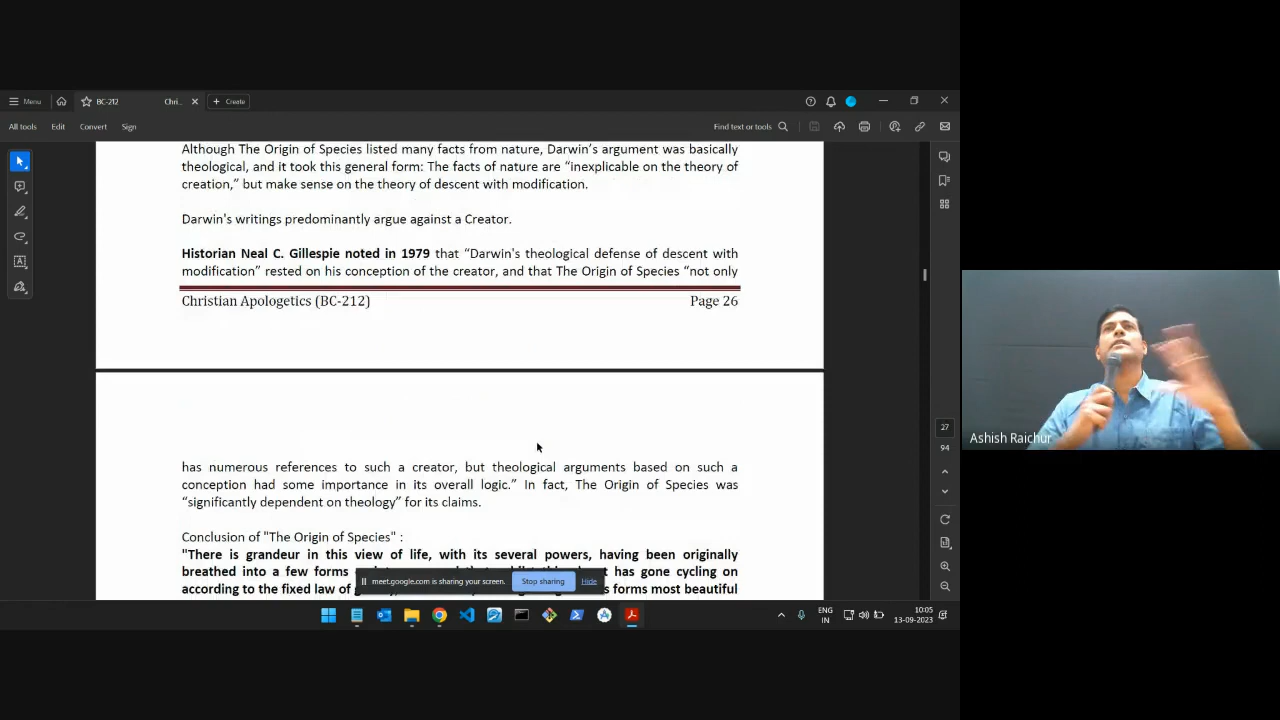 Menu
BC-212
Chri...
Create
All tools
Edit
Convert
Sign
Find text or tools
Although The Origin of Species listed many facts from nature, Darwin’s argument was basically
theological, and it took this general form: The facts of nature are “inexplicable on the theory of
creation,” but make sense on the theory of descent with modification.
Darwin's writings predominantly argue against a Creator.
Historian Neal C. Gillespie noted in 1979 that “Darwin's theological defense of descent with
modification” rested on his conception of the creator, and that The Origin of Species “not only
Christian Apologetics (BC-212)
Page 26
has numerous references to such a creator, but theological arguments based on such a
conception had some importance in its overall logic.” In fact, The Origin of Species was
“significantly dependent on theology” for its claims.
Conclusion of "The Origin of Species" :
"There is grandeur in this view of life, with its several powers, having been originally
breathed into a few forms has gone cycling on
according to the fixed law of forms most beautiful
meet.google.com is sharing your screen.
Stop sharing
Hide
27
94
ENG
IN
10:05
13-09-2023
Ashish Raichur